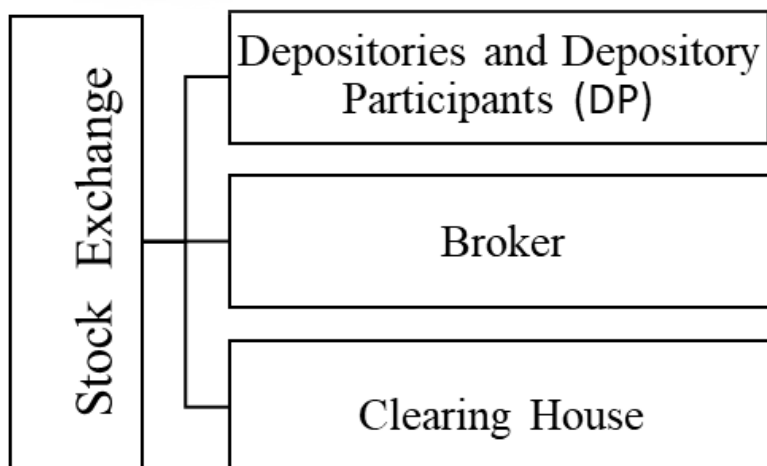 Stock Exchange
Depositories and Depository
Participants (DP)
Broker
Clearing House